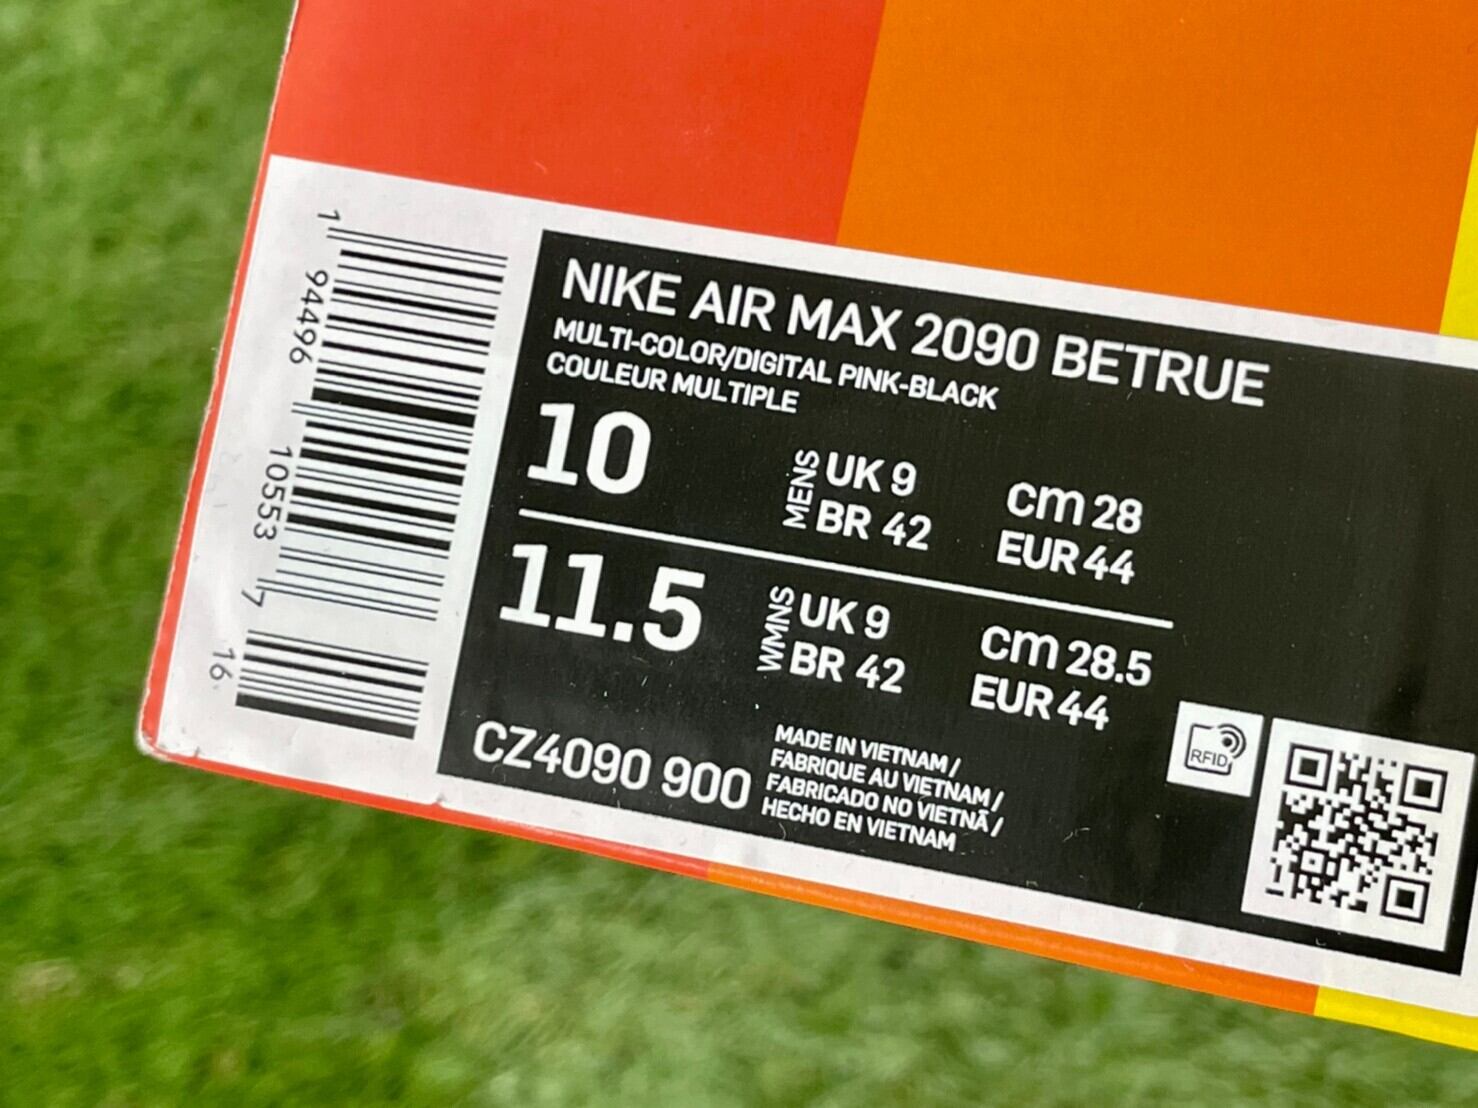 1 94496 10553 7
16
NIKE AIR MAX 2090 BETRUE
MULTI-COLOR/DIGITAL PINK-BLACK
COULEUR MULTIPLE
10
MENS
UK 9
cm 28
BR 42
EUR 44
11.5
WMNS
UK 9
cm 28.5
BR 42
EUR 44
CZ4090 900
MADE IN VIETNAM/
FABRIQUE AU VIETNAM/
FABRICADO NO VIETNÃ/
HECHO EN VIETNAM
RFID